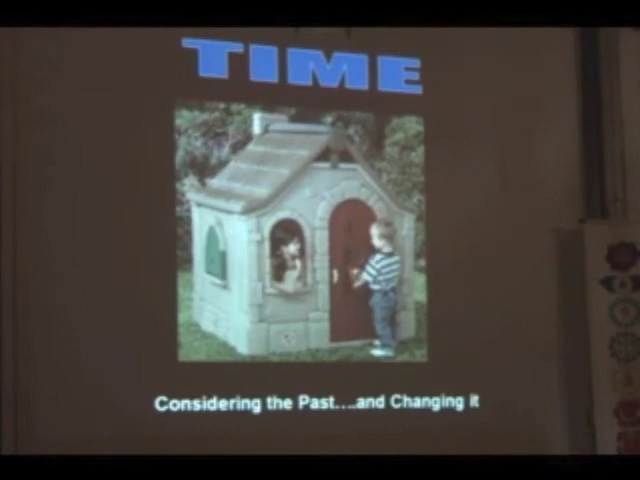 TIME
Considering the Past....and Changing it